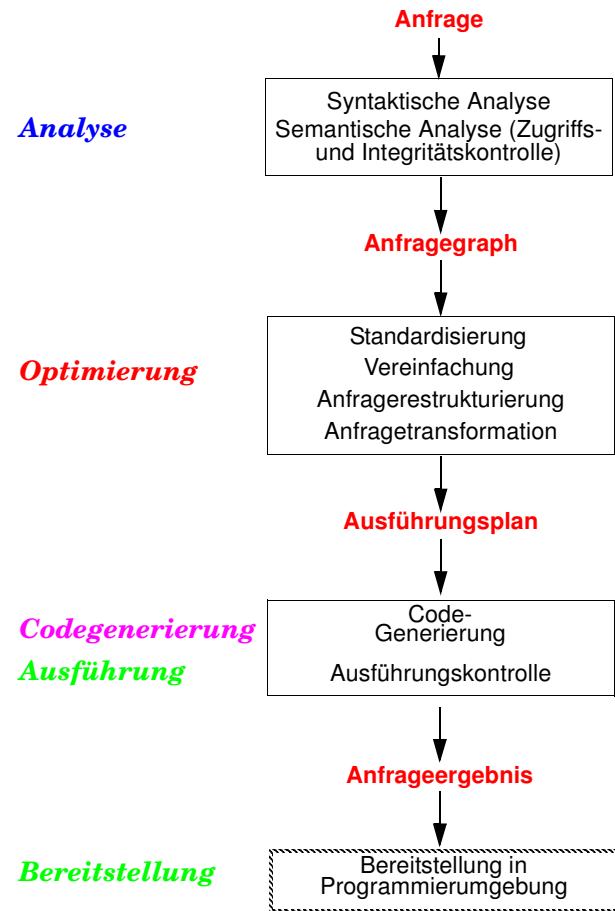 Anfrage
Analyse
Syntaktische Analyse
Semantische Analyse (Zugriffs-
und Integritätskontrolle)
Anfragegraph
Optimierung
Standardisierung
Vereinfachung
Anfragerestrukturierung
Anfragetransformation
Ausführungsplan
Codegenerierung
Ausführung
Code-
Generierung
Ausführungskontrolle
Anfrageergebnis
Bereitstellung
Bereitstellung in
Programmierumgebung